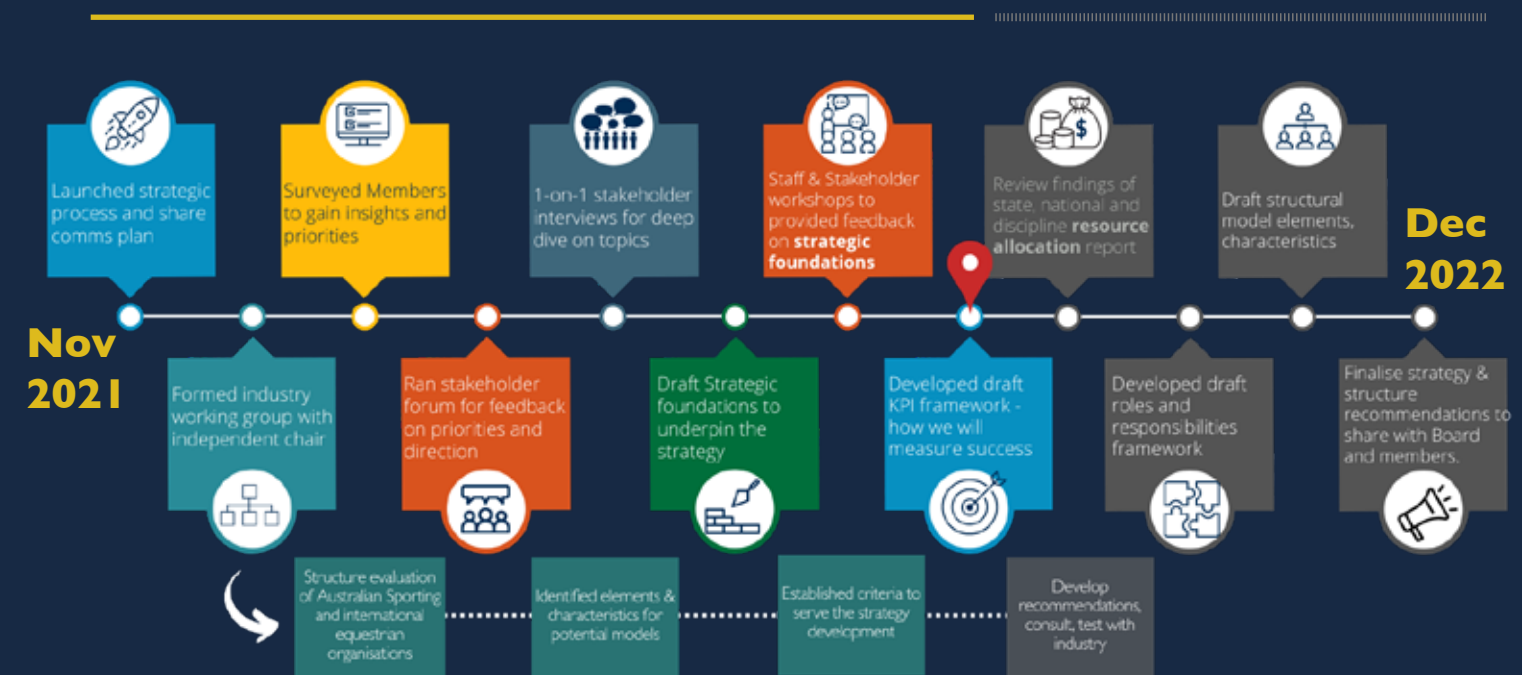 Launched strategic
process and share
comms plan
Surveyed Members
to gain insights and
priorities
1-on-1 stakeholder
interviews for deep
dive on topics
Staff & Stakeholder
workshops to
provided feedback
on strategic
foundations
Review findings of
state, national and
discipline resource
allocation report
Draft structural
model elements,
characteristics
Dec
2022
Nov
2021
Formed industry
working group with
independent chair
Ran stakeholder
forum for feedback
on priorities and
direction
Draft Strategic
foundations to
underpin the
strategy
Developed draft
KPI framework -
how we will
measure success
Developed draft
roles and
responsibilities
framework
Finalise strategy &
structure
recommendations to
share with Board
and members.
Structure evaluation
of Australian Sporting
and international
equestrian
organisations
Identified elements &
characteristics for
potential models
Established criteria to
serve the strategy
development
Develop
recommendations,
consult, test with
industry